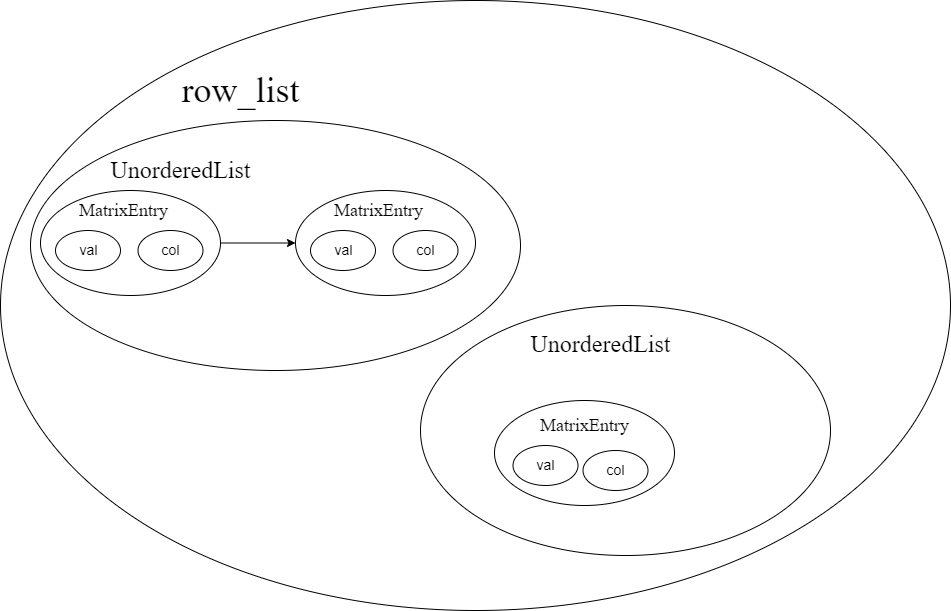 row_list
UnorderedList
MatrixEntry
val
col
MatrixEntry
val
col
UnorderedList
MatrixEntry
val
col